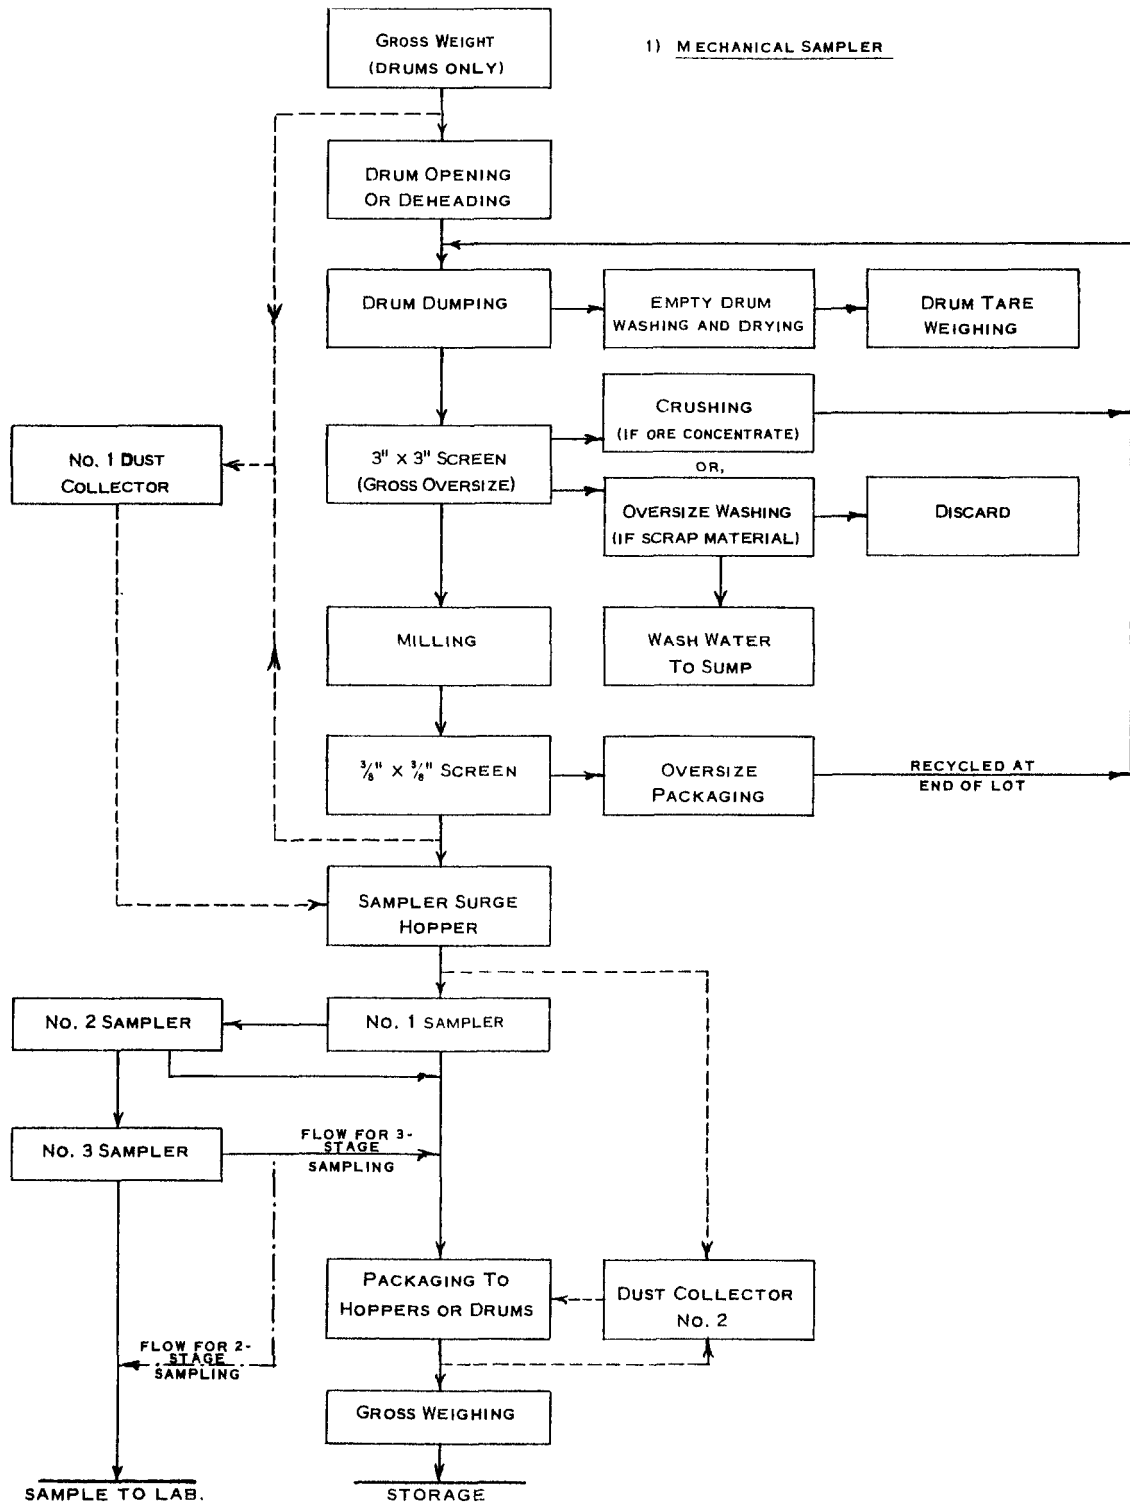 GROSS WEIGHT
(DRUMS ONLY)
1) MECHANICAL SAMPLER
DRUM OPENING
OR DEHEADING
DRUM DUMPING
EMPTY DRUM
WASHING AND DRYING
DRUM TARE
WEIGHING
CRUSHING
(IF ORE CONCENTRATE)
NO. 1 DUST
COLLECTOR
3" X 3" SCREEN
(GROSS OVERSIZE)
OR,
OVERSIZE WASHING
(IF SCRAP MATERIAL)
DISCARD
MILLING
WASH WATER
TO SUMP
3/8" X 3/8" SCREEN
OVERSIZE
PACKAGING
RECYCLED AT
END OF LOT
SAMPLER SURGE
HOPPER
NO. 2 SAMPLER
NO. 1 SAMPLER
NO. 3 SAMPLER
FLOW FOR 3-
STAGE
SAMPLING
PACKAGING TO
HOPPERS OR DRUMS
DUST COLLECTOR
NO. 2
FLOW FOR 2-
STAGE
SAMPLING
GROSS WEIGHING
SAMPLE TO LAB.
STORAGE